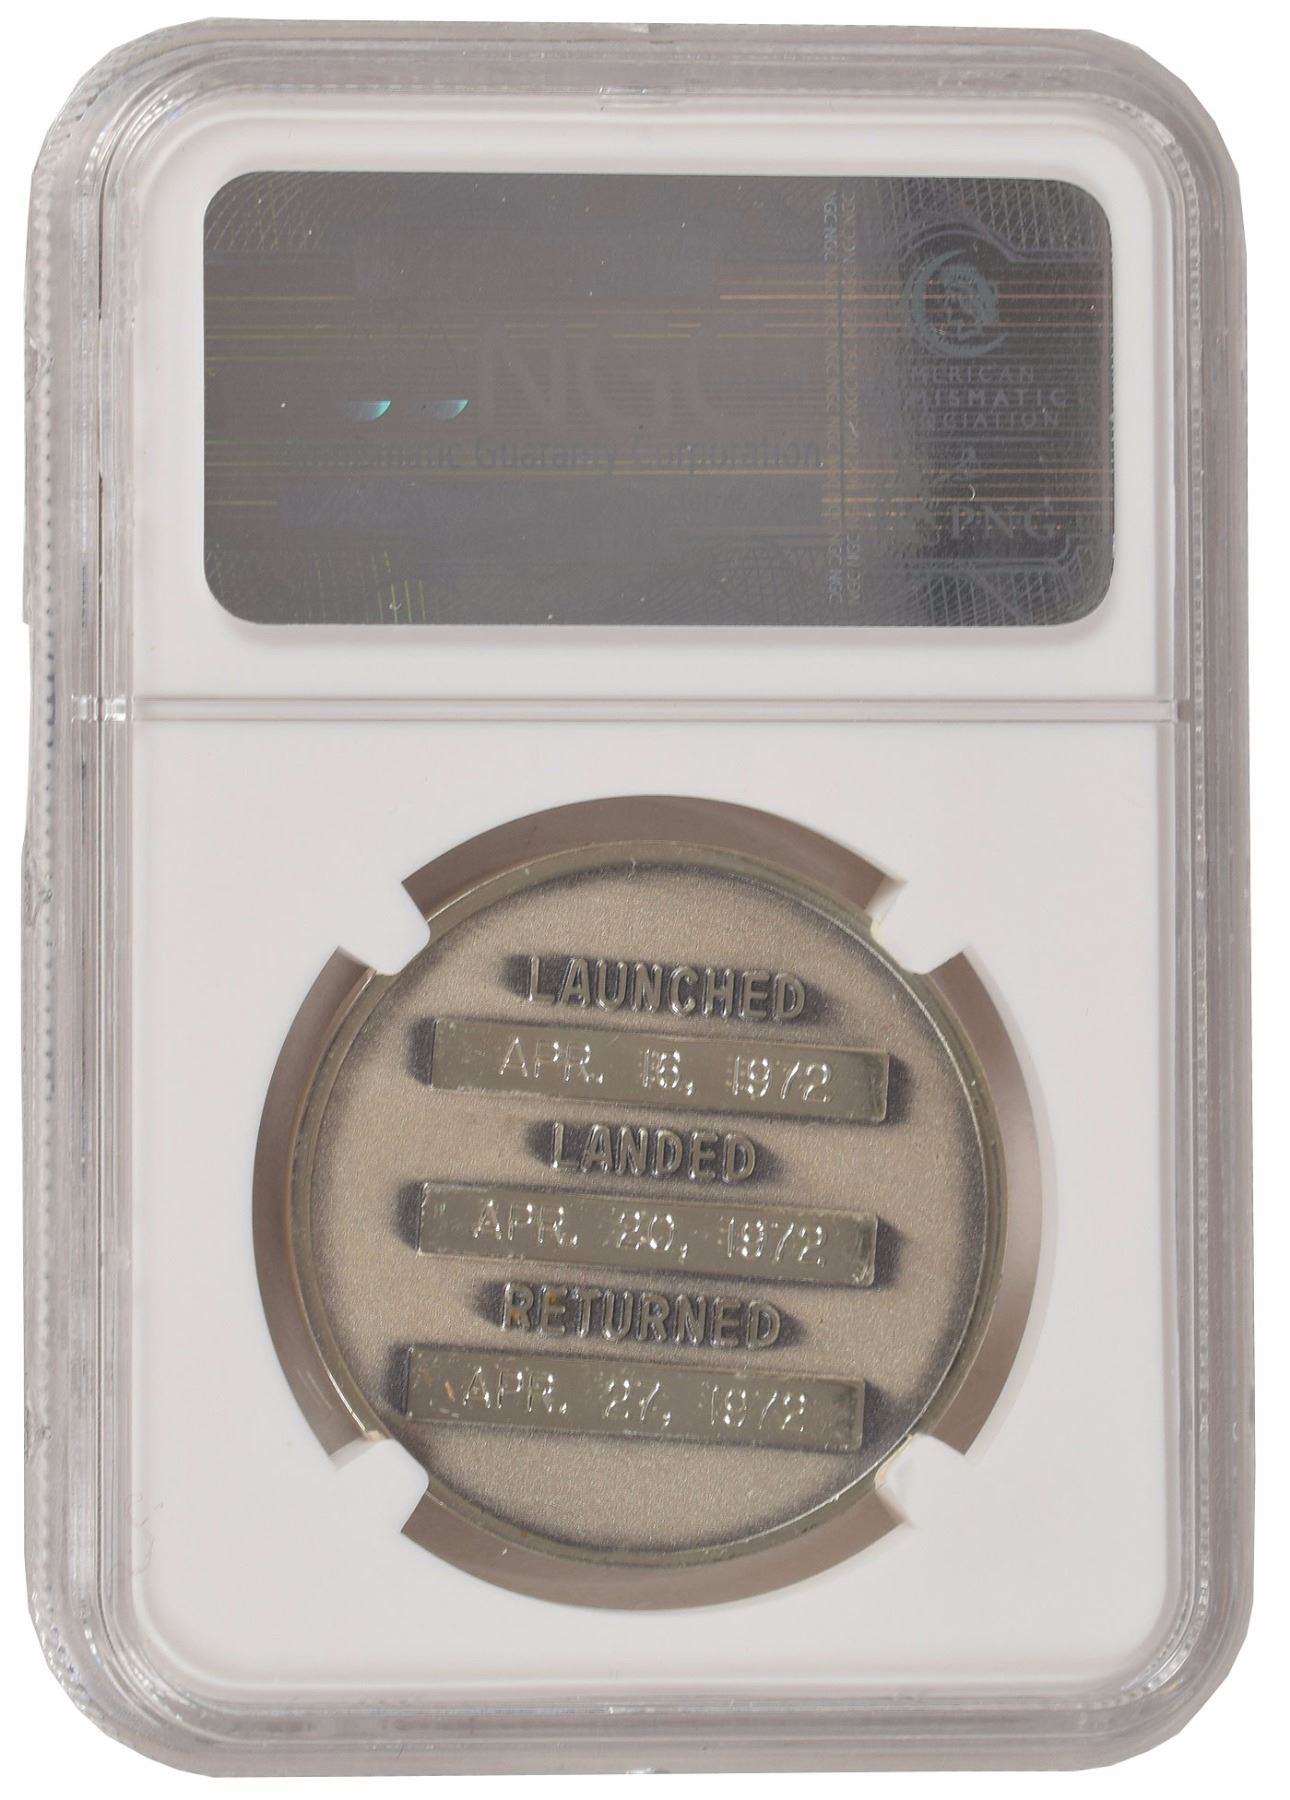 NGC
Numismatic Guaranty Corporation
AMERICAN
NUMISMATIC
ASSOCIATION
PNG
LAUNCHED
APR. 16, 1972
LANDED
APR. 20, 1972
RETURNED
APR. 27, 1972